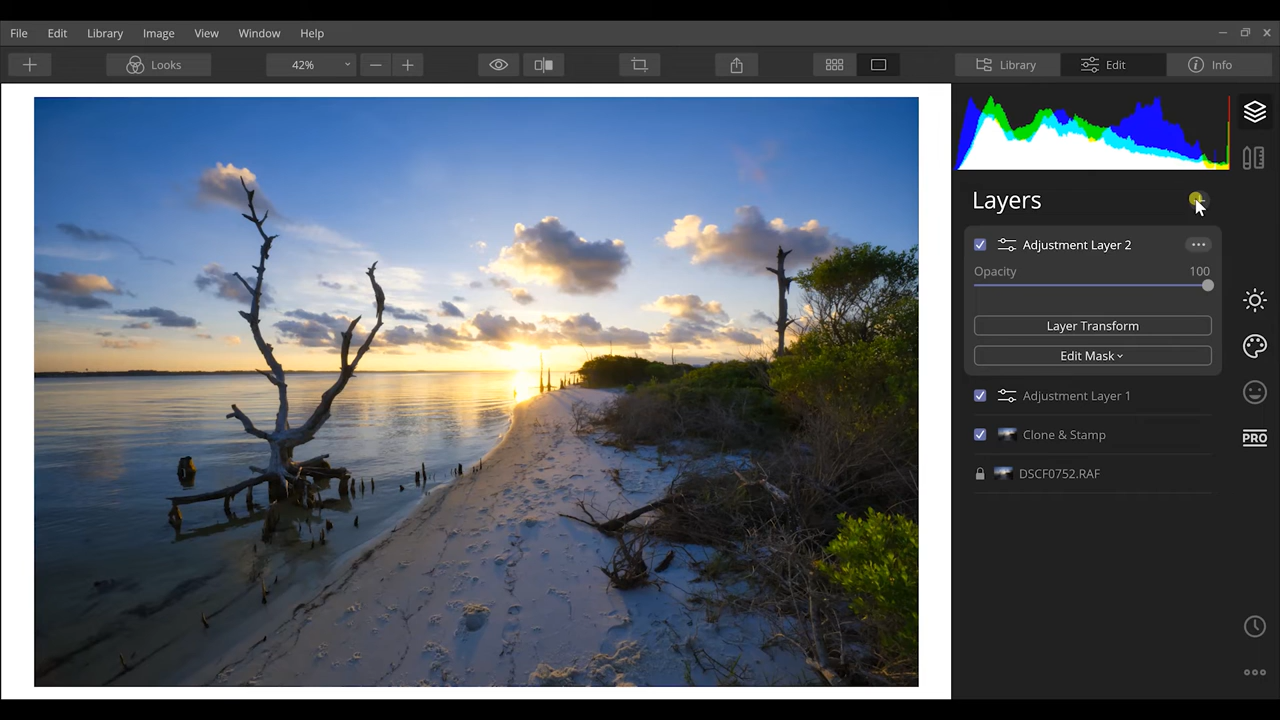 File Edit Library Image View Window Help
Looks 42% Library Edit Info
Layers
Adjustment Layer 2
Opacity 100
Layer Transform
Edit Mask
Adjustment Layer 1
Clone & Stamp
DSCF0752.RAF
PRO